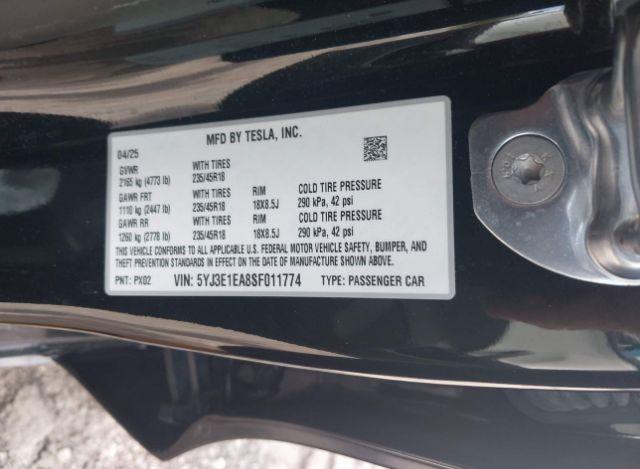 MFD BY TESLA, INC.
04/25
GVWR WITH TIRES
2165 kg (4773 lb) 235/45R18
GAWR FRT WITH TIRES RIM COLD TIRE PRESSURE
1110 kg (2447 lb) 235/45R18 18X8.5J 290 kPa, 42 psi
GAWR RR WITH TIRES RIM COLD TIRE PRESSURE
1260 kg (2778 lb) 235/45R18 18X8.5J 290 kPa, 42 psi
THIS VEHICLE CONFORMS TO ALL APPLICABLE U.S. FEDERAL MOTOR VEHICLE SAFETY, BUMPER, AND
THEFT PREVENTION STANDARDS IN EFFECT ON THE DATE OF MANUFACTURE SHOWN ABOVE.
PNT: PX02 VIN: 5YJ3E1EA8SF011774 TYPE: PASSENGER CAR